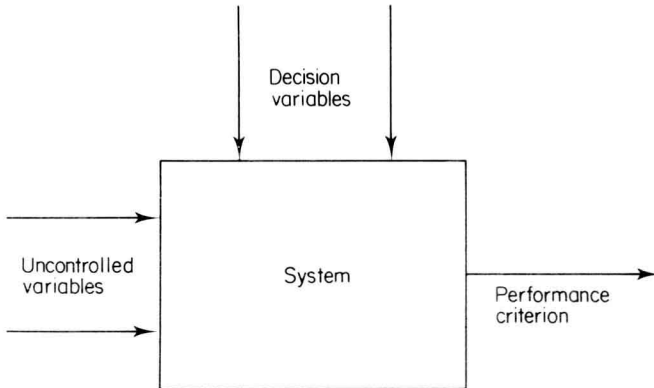 Decision
variables
Uncontrolled
variables
System
Performance
criterion